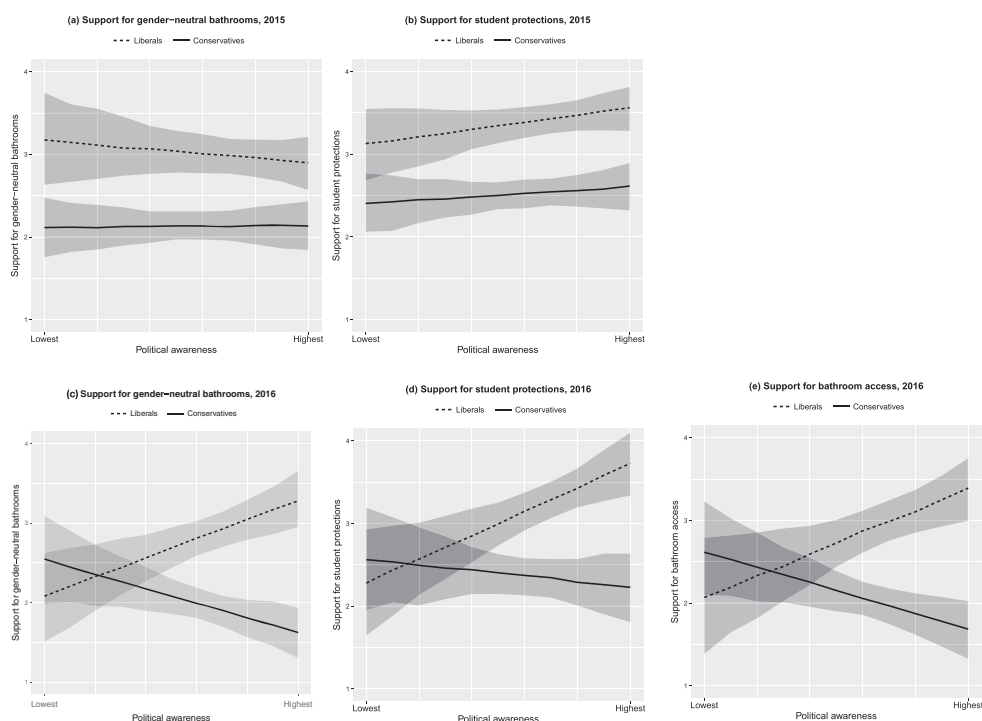 (a) Support for gender−neutral bathrooms, 2015
Liberals Conservatives
Support for gender−neutral bathrooms
4
3
2
1
Lowest Highest
Political awareness
(b) Support for student protections, 2015
Liberals Conservatives
Support for student protections
4
3
2
1
Lowest Highest
Political awareness
(c) Support for gender−neutral bathrooms, 2016
Liberals Conservatives
Support for gender−neutral bathrooms
4
3
2
1
Lowest Highest
Political awareness
(d) Support for student protections, 2016
Liberals Conservatives
Support for student protections
4
3
2
1
Lowest Highest
Political awareness
(e) Support for bathroom access, 2016
Liberals Conservatives
Support for bathroom access
4
3
2
1
Lowest Highest
Political awareness